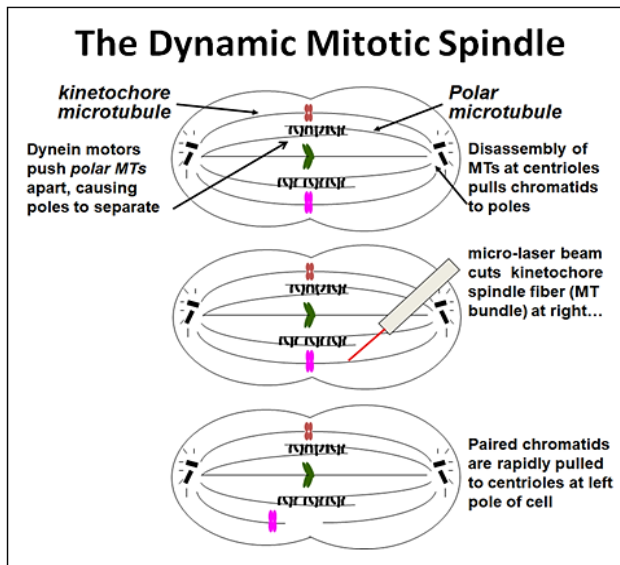 The Dynamic Mitotic Spindle
kinetochore
microtubule
Polar
microtubule
Dynein motors
push polar MTs
apart, causing
poles to separate
Disassembly of
MTs at centrioles
pulls chromatids
to poles
micro-laser beam
cuts kinetochore
spindle fiber (MT
bundle) at right...
Paired chromatids
are rapidly pulled
to centrioles at left
pole of cell